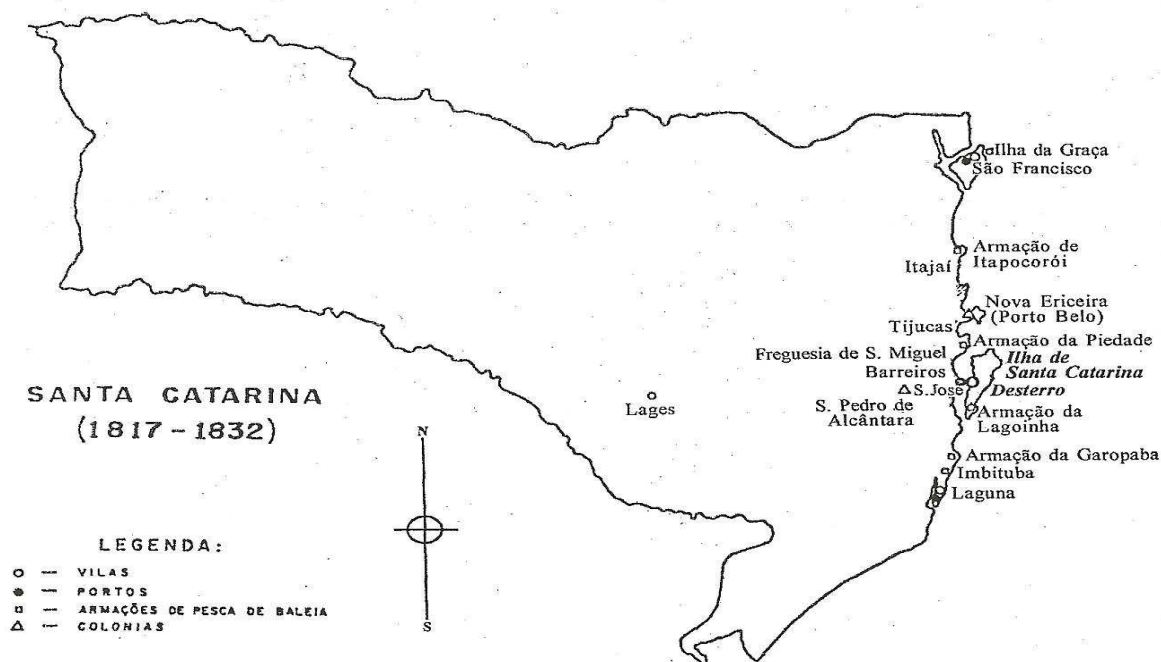 Ilha da Graça
São Francisco
Armação de
Itapocorói
Itajaí
Nova Ericeira
(Porto Belo)
Tijucas
Armação da Piedade
Freguesia de S. Miguel
Ilha de
Santa Catarina
Barreiros
S. José
Desterro
S. Pedro de
Alcântara
Armação da
Lagoinha
Lages
Armação da Garopaba
Imbituba
Laguna
SANTA CATARINA
(1817-1832)
N
S
LEGENDA:
— VILAS
— PORTOS
— ARMAÇÕES DE PESCA DE BALEIA
— COLONIAS